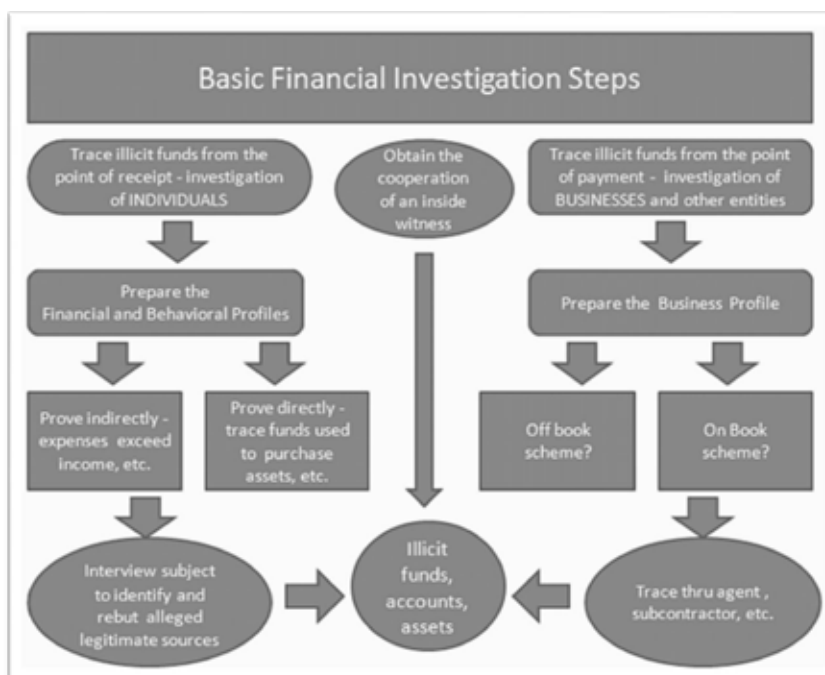 Basic Financial Investigation Steps
Trace illicit funds from the
point of receipt - investigation
of INDIVIDUALS
Obtain the
cooperation
of an inside
witness
Trace illicit funds from the point
of payment - investigation of
BUSINESSES and other entities
Prepare the
Financial and Behavioral Profiles
Prepare the Business Profile
Prove indirectly -
expenses exceed
income, etc.
Prove directly -
trace funds used
to purchase
assets, etc.
Off book
scheme?
On Book
scheme?
Interview subject
to identify and
rebut alleged
legitimate sources
Illicit
funds,
accounts,
assets
Trace thru agent ,
subcontractor, etc.